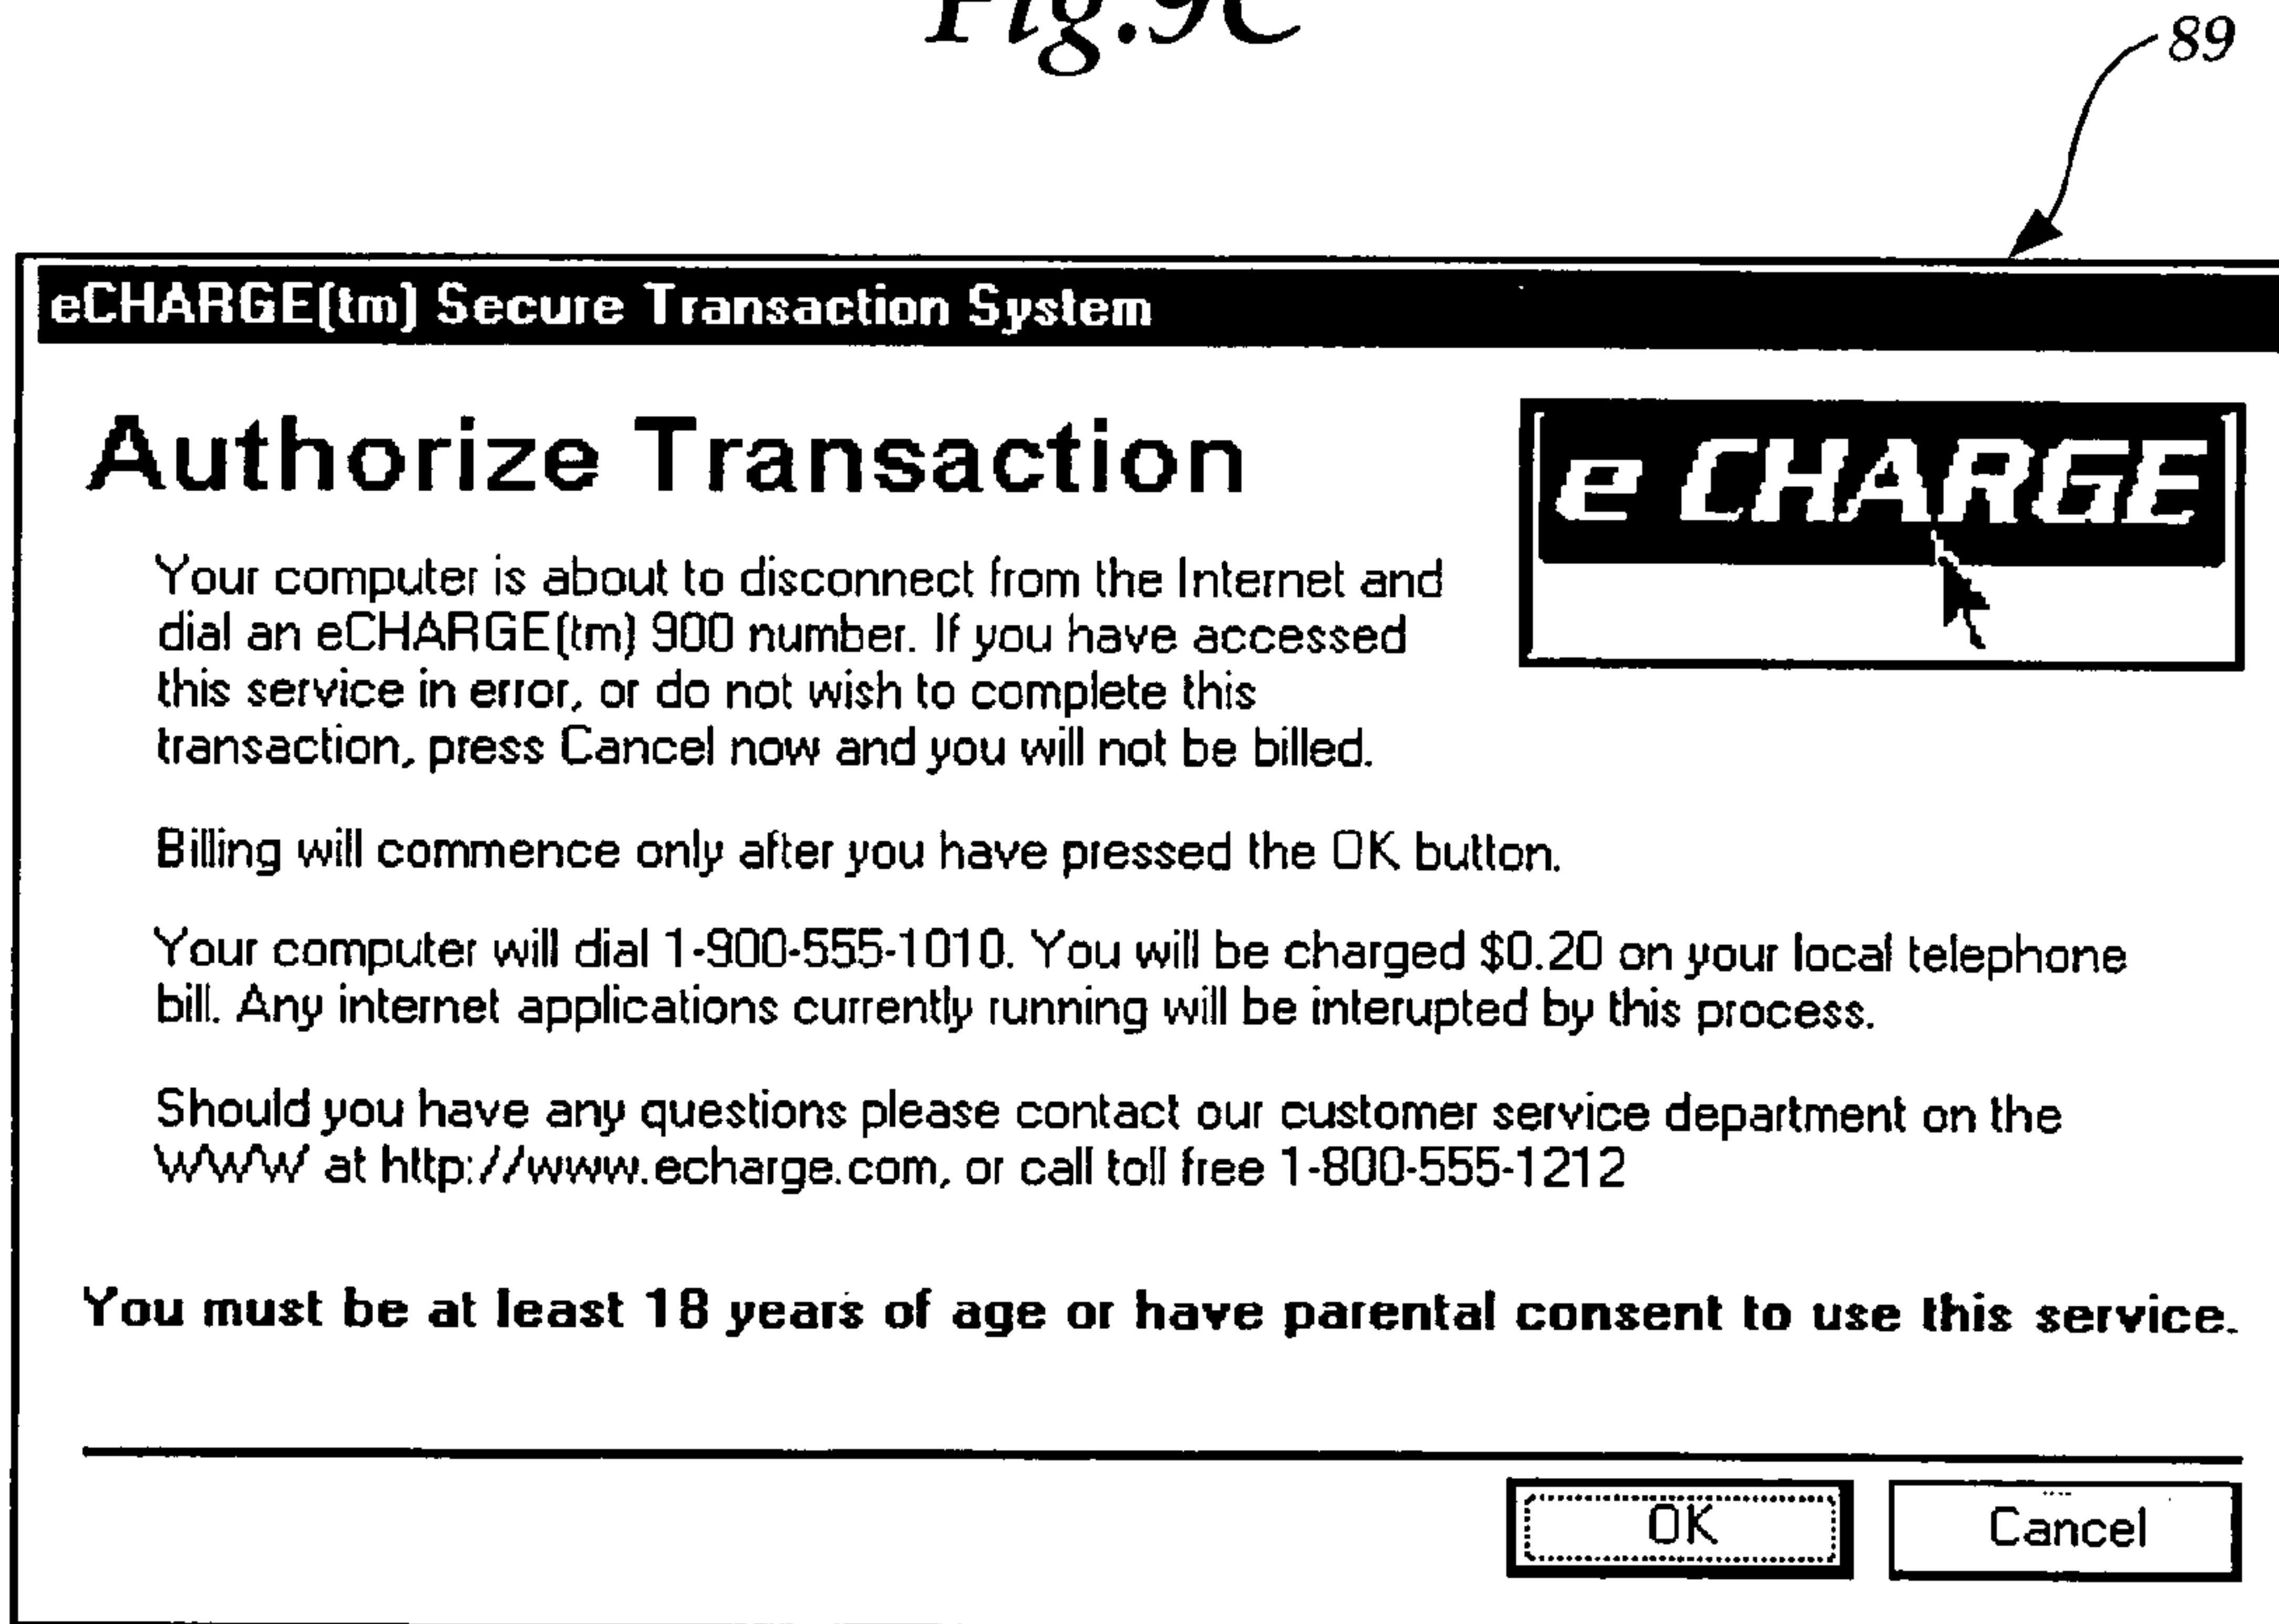 Fig.9C
89
eCHARGE(tm) Secure Transaction System
Authorize Transaction
e CHARGE
Your computer is about to disconnect from the Internet and
dial an eCHARGE(tm) 900 number. If you have accessed
this service in error, or do not wish to complete this
transaction, press Cancel now and you will not be billed.
Billing will commence only after you have pressed the OK button.
Your computer will dial 1-900-555-1010. You will be charged $0.20 on your local telephone
bill. Any internet applications currently running will be interupted by this process.
Should you have any questions please contact our customer service department on the
WWW at http://www.echarge.com, or call toll free 1-800-555-1212
You must be at least 18 years of age or have parental consent to use this service.
OK
Cancel